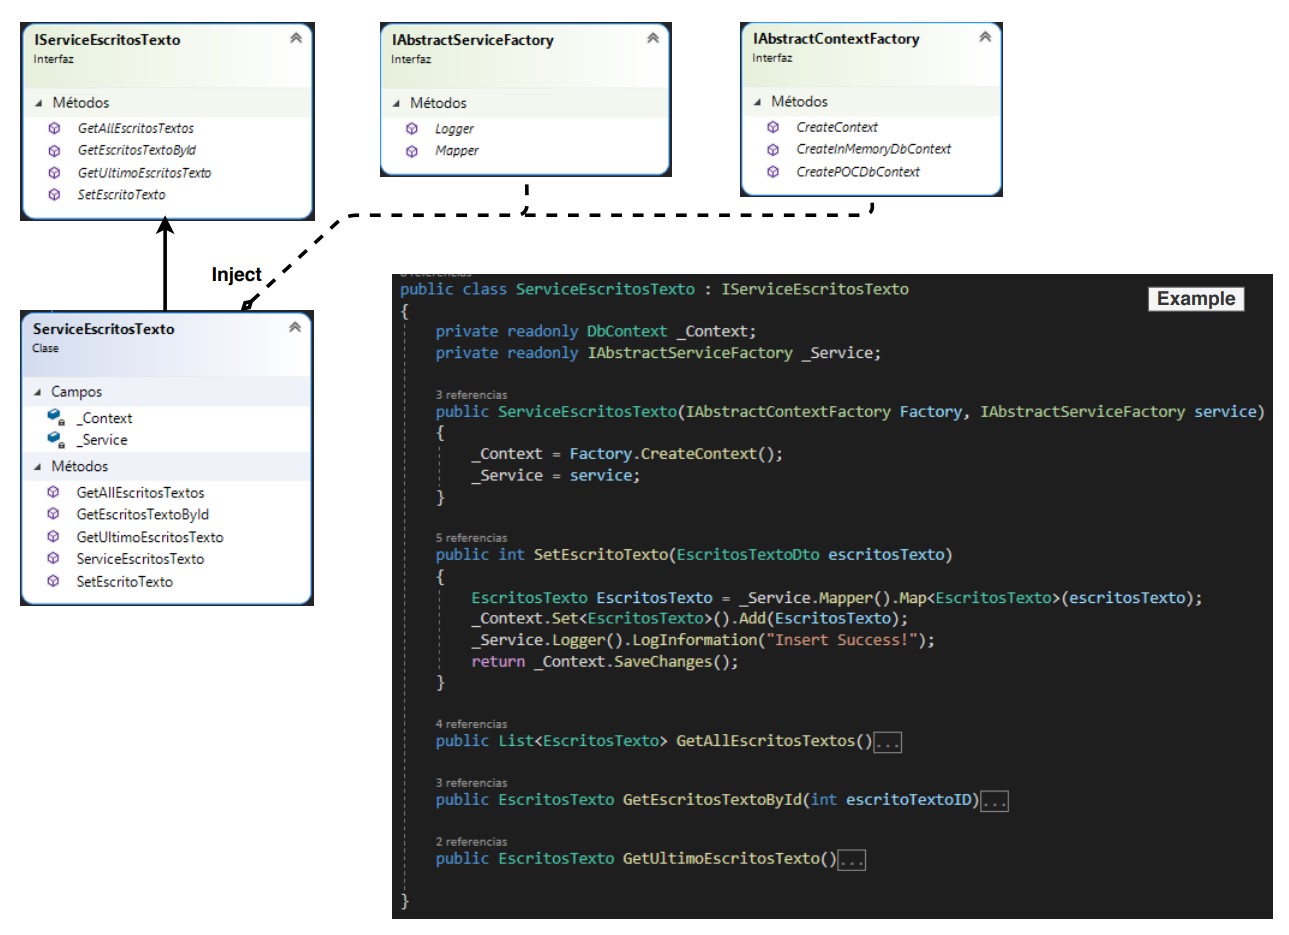 IServiceEscritosTexto
Interfaz
Métodos
GetAllEscritosTextos
GetEscritosTextoById
GetUltimoEscritosTexto
SetEscritoTexto
IAbstractServiceFactory
Interfaz
Métodos
Logger
Mapper
IAbstractContextFactory
Interfaz
Métodos
CreateContext
CreateInMemoryDbContext
CreatePOCDbContext
Inject
ServiceEscritosTexto
Clase
Campos
_Context
_Service
Métodos
GetAllEscritosTextos
GetEscritosTextoById
GetUltimoEscritosTexto
ServiceEscritosTexto
SetEscritoTexto
Example
referencias
public class ServiceEscritosTexto : IServiceEscritosTexto
{
private readonly DbContext _Context;
private readonly IAbstractServiceFactory _Service;
3 referencias
public ServiceEscritosTexto(IAbstractContextFactory Factory, IAbstractServiceFactory service)
{
_Context = Factory.CreateContext();
_Service = service;
}
5 referencias
public int SetEscritoTexto(EscritosTextoDto escritosTexto)
{
EscritosTexto EscritosTexto = _Service.Mapper().Map<EscritosTexto>(escritosTexto);
_Context.Set<EscritosTexto>().Add(EscritosTexto);
_Service.Logger().LogInformation("Insert Success!");
return _Context.SaveChanges();
}
4 referencias
public List<EscritosTexto> GetAllEscritosTextos()...
3 referencias
public EscritosTexto GetEscritosTextoById(int escritoTextoID)...
2 referencias
public EscritosTexto GetUltimoEscritosTexto()...
}